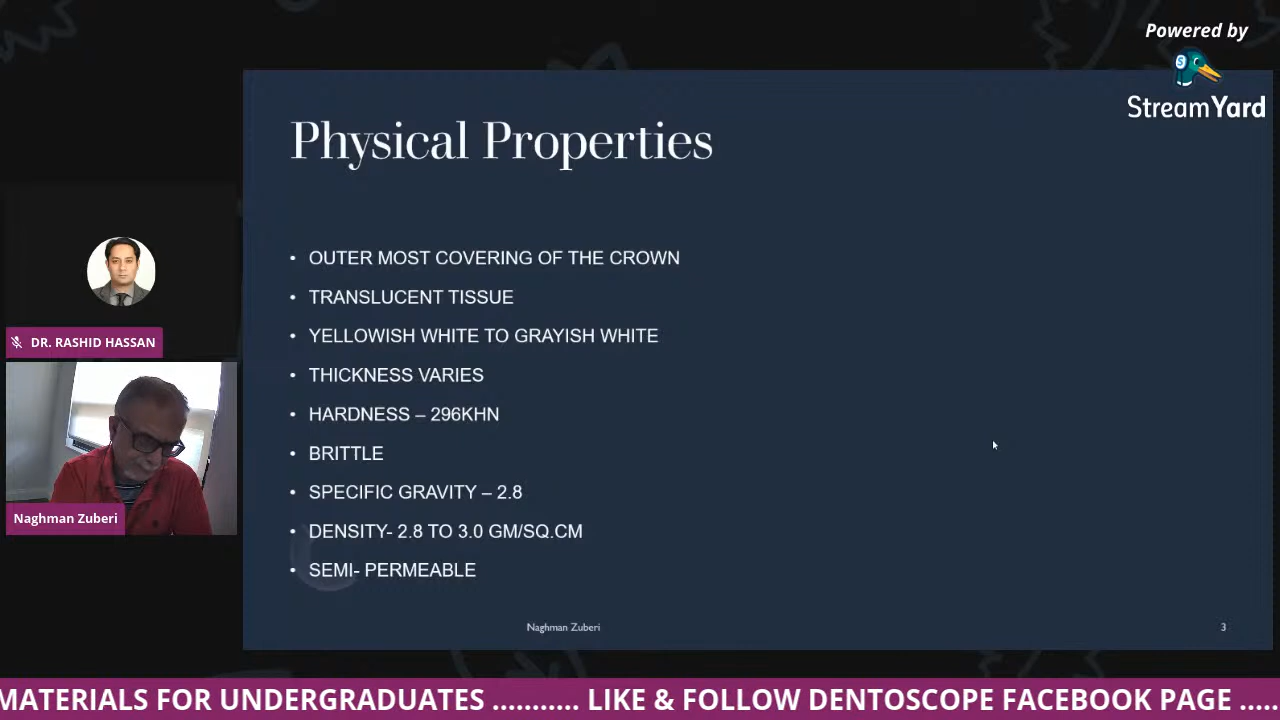 Powered by
StreamYard
Physical Properties
• OUTER MOST COVERING OF THE CROWN
• TRANSLUCENT TISSUE
• YELLOWISH WHITE TO GRAYISH WHITE
• THICKNESS VARIES
• HARDNESS – 296KHN
• BRITTLE
• SPECIFIC GRAVITY – 2.8
• DENSITY- 2.8 TO 3.0 GM/SQ.CM
• SEMI- PERMEABLE
Naghman Zuberi
3
DR. RASHID HASSAN
Naghman Zuberi
MATERIALS FOR UNDERGRADUATES .......... LIKE & FOLLOW DENTOSCOPE FACEBOOK PAGE .....